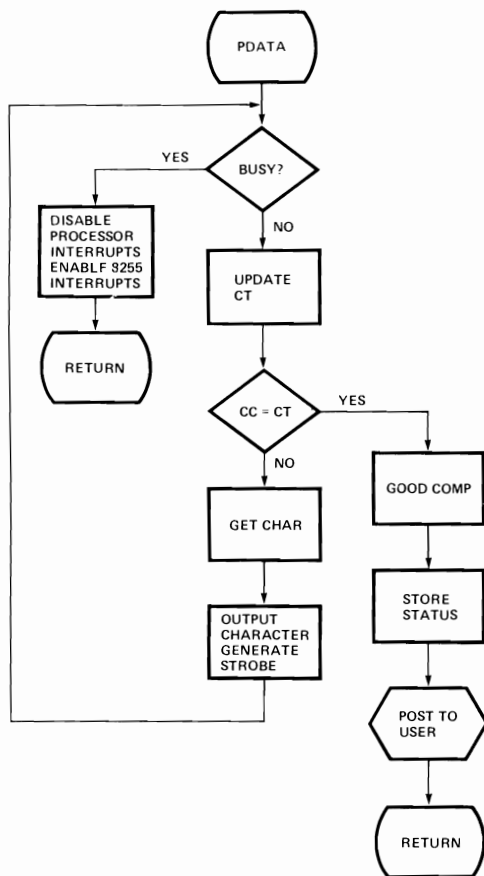 PDATA
BUSY?
YES
NO
DISABLE
PROCESSOR
INTERRUPTS
ENABLF 8255
INTERRUPTS
RETURN
UPDATE
CT
CC = CT
YES
NO
GET CHAR
OUTPUT
CHARACTER
GENERATE
STROBE
GOOD COMP
STORE
STATUS
POST TO
USER
RETURN